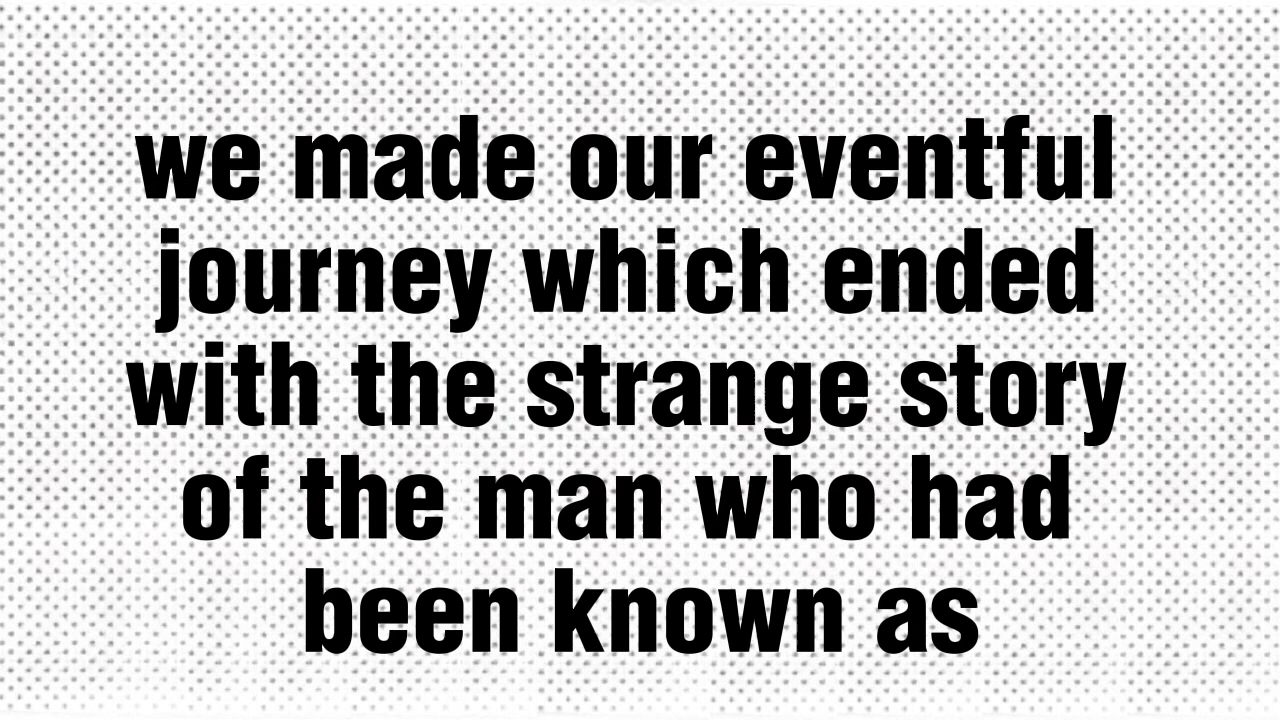 we made our eventful
journey which ended
with the strange story
of the man who had
been known as